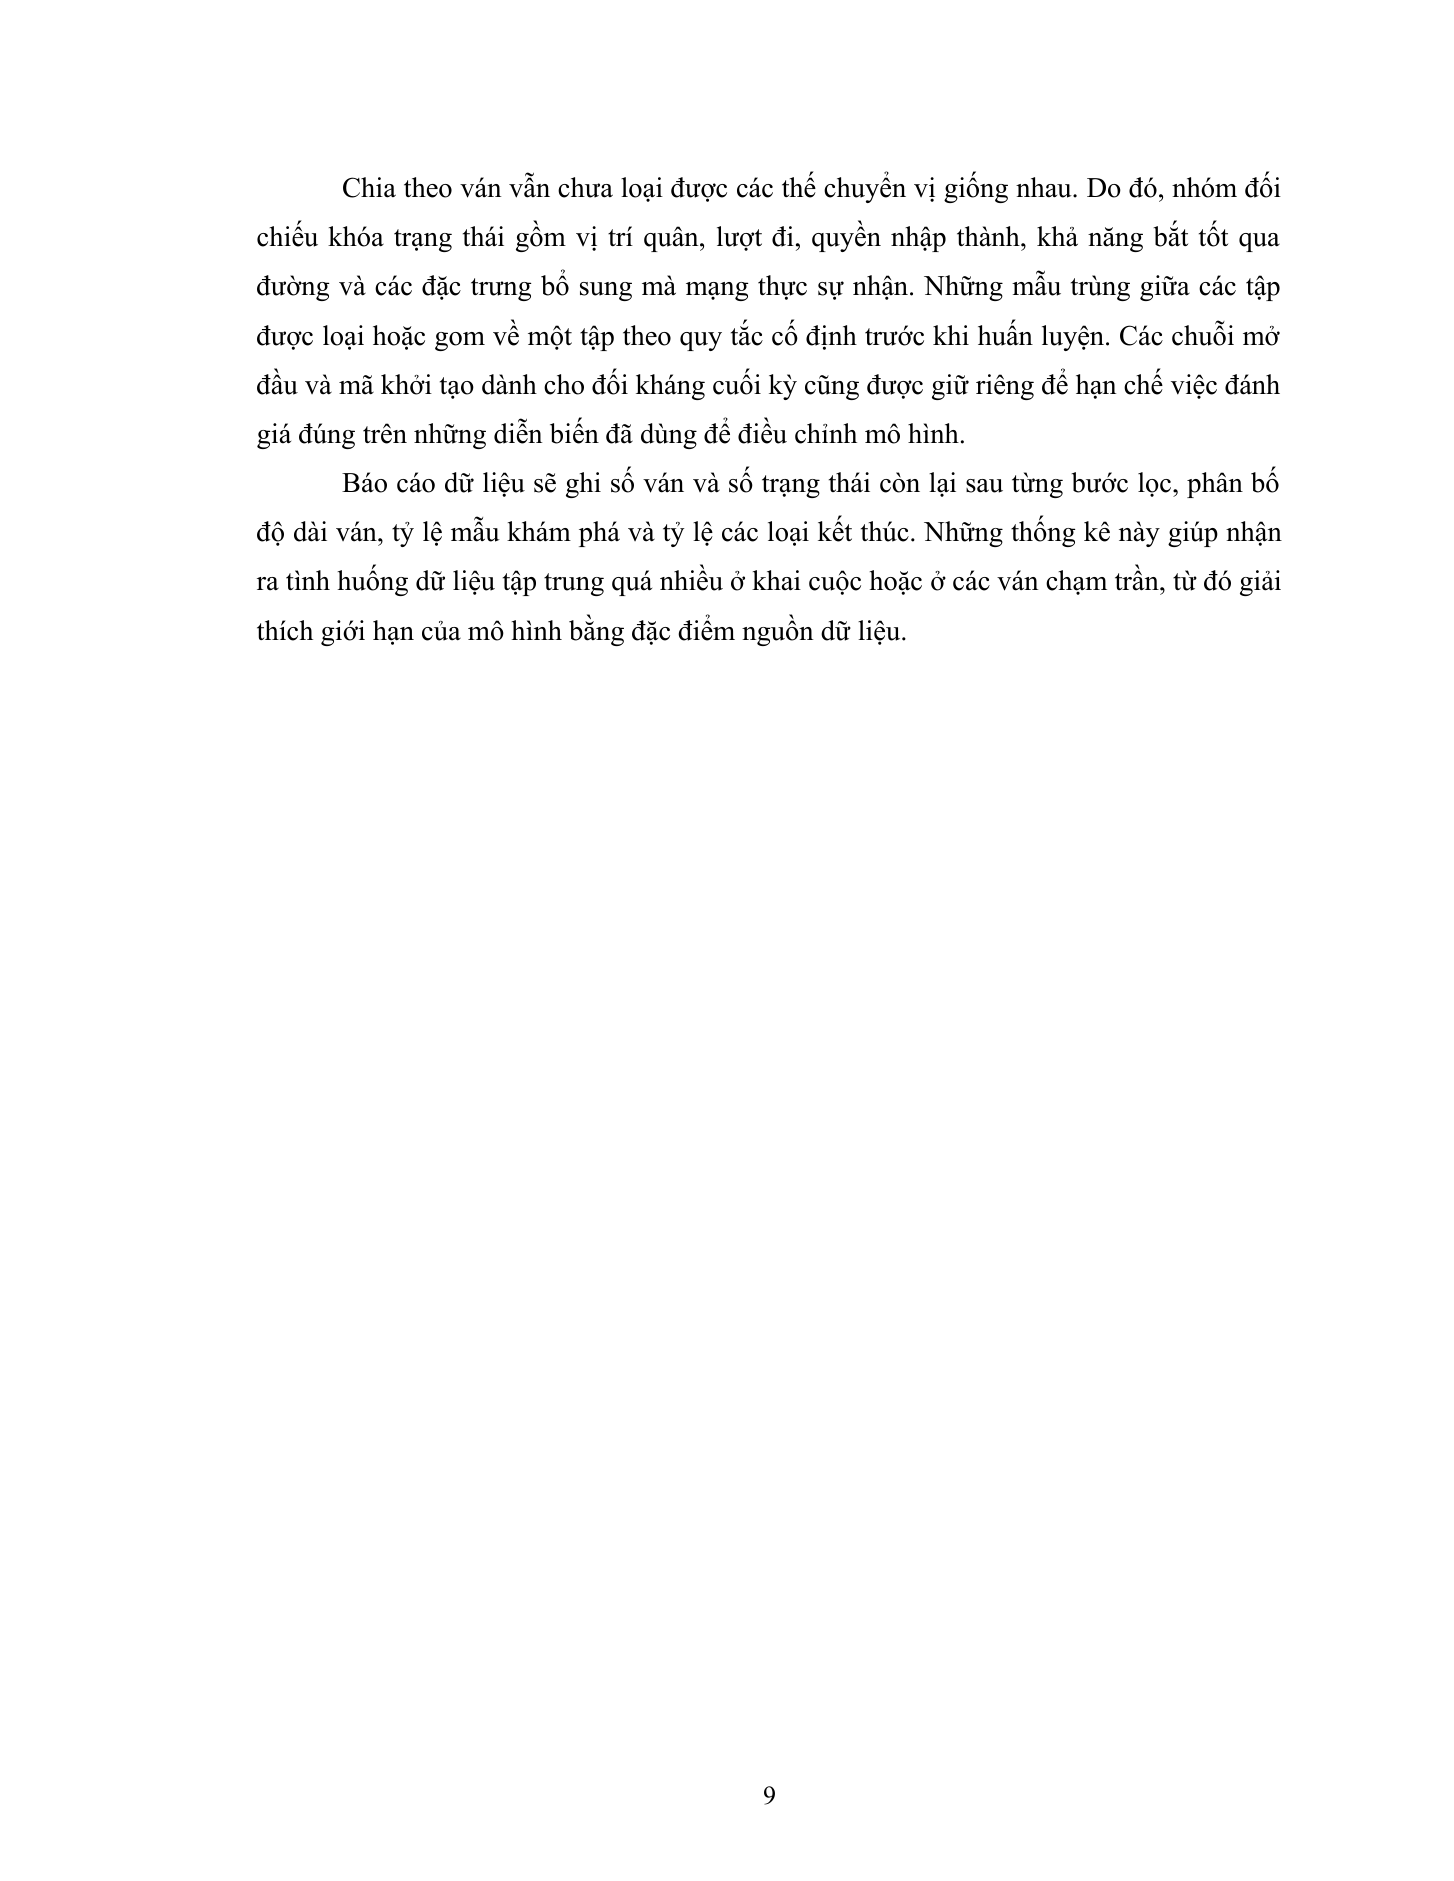 Chia theo ván vẫn chưa loại được các thế chuyển vị giống nhau. Do đó, nhóm đối
chiếu khóa trạng thái gồm vị trí quân, lượt đi, quyền nhập thành, khả năng bắt tốt qua
đường và các đặc trưng bổ sung mà mạng thực sự nhận. Những mẫu trùng giữa các tập
được loại hoặc gom về một tập theo quy tắc cố định trước khi huấn luyện. Các chuỗi mở
đầu và mã khởi tạo dành cho đối kháng cuối kỳ cũng được giữ riêng để hạn chế việc đánh
giá đúng trên những diễn biến đã dùng để điều chỉnh mô hình.
Báo cáo dữ liệu sẽ ghi số ván và số trạng thái còn lại sau từng bước lọc, phân bố
độ dài ván, tỷ lệ mẫu khám phá và tỷ lệ các loại kết thúc. Những thống kê này giúp nhận
ra tình huống dữ liệu tập trung quá nhiều ở khai cuộc hoặc ở các ván chạm trần, từ đó giải
thích giới hạn của mô hình bằng đặc điểm nguồn dữ liệu.
9